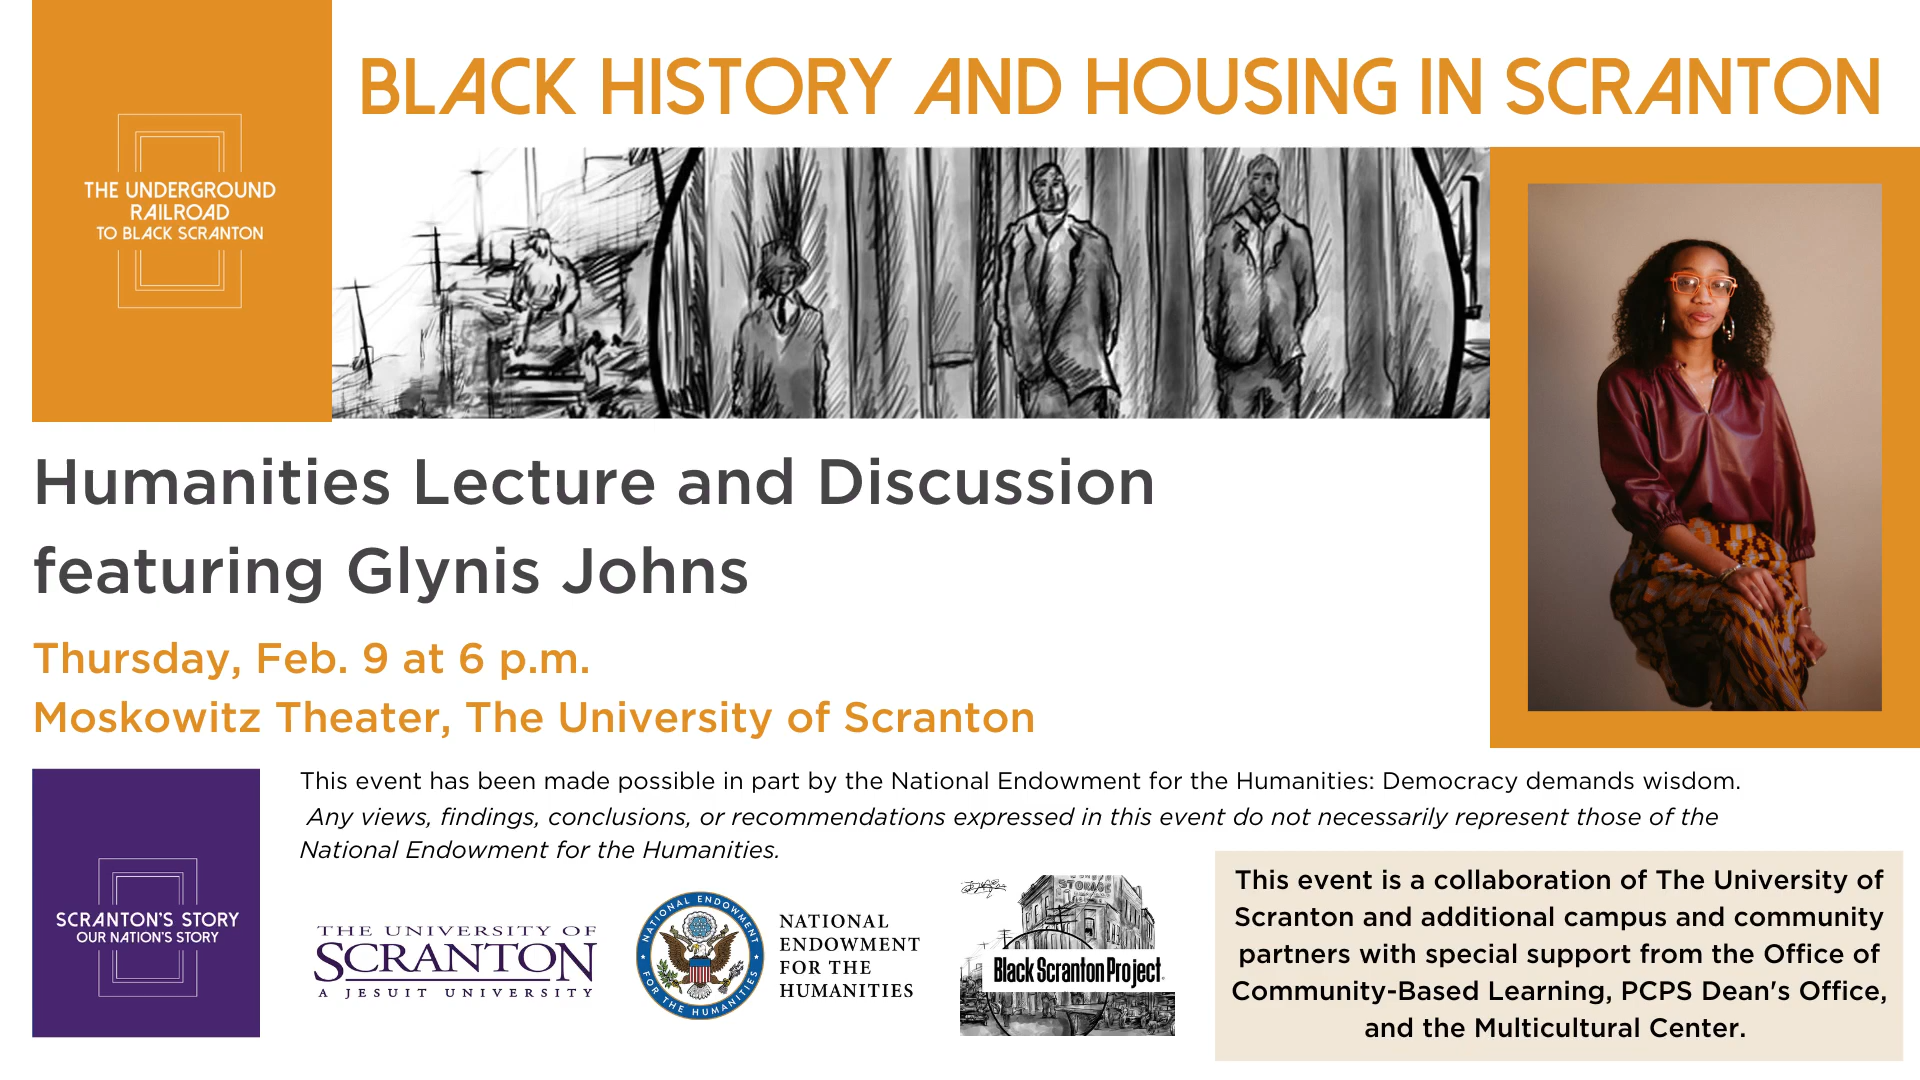 BLACK HISTORY AND HOUSING IN SCRANTON
THE UNDERGROUND
RAILROAD
TO BLACK SCRANTON
Humanities Lecture and Discussion
featuring Glynis Johns
Thursday, Feb. 9 at 6 p.m.
Moskowitz Theater, The University of Scranton
This event has been made possible in part by the National Endowment for the Humanities: Democracy demands wisdom.
Any views, findings, conclusions, or recommendations expressed in this event do not necessarily represent those of the
National Endowment for the Humanities.
SCRANTON'S STORY
OUR NATION'S STORY
THE UNIVERSITY OF
SCRANTON
A JESUIT UNIVERSITY
NATIONAL ENDOWMENT
FOR THE HUMANITIES
NATIONAL
ENDOWMENT
FOR THE
HUMANITIES
STORAGE
Black Scranton Project
This event is a collaboration of The University of
Scranton and additional campus and community
partners with special support from the Office of
Community-Based Learning, PCPS Dean's Office,
and the Multicultural Center.